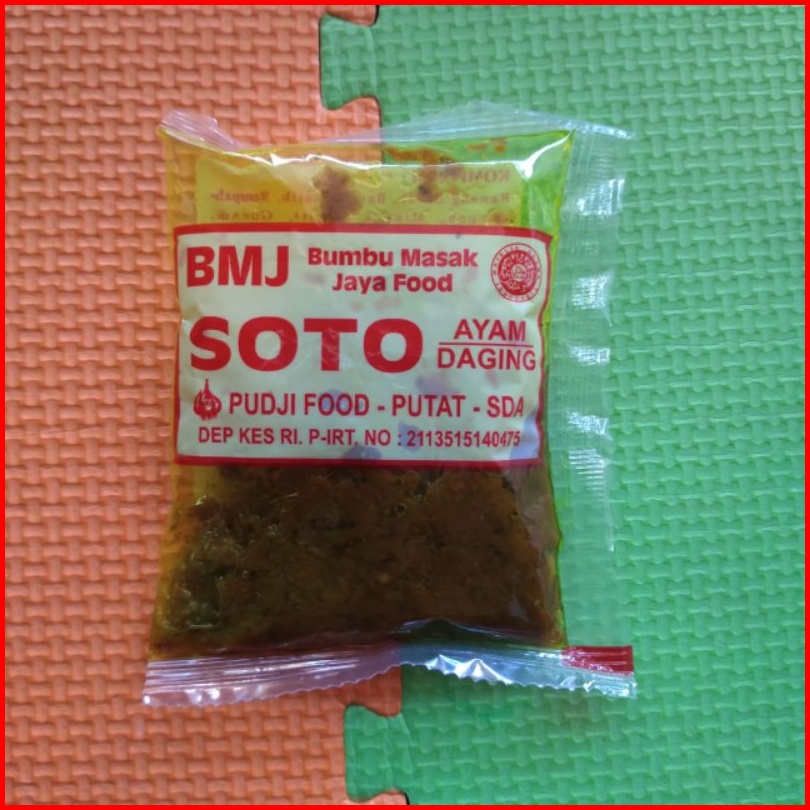 BMJ Bumbu Masak
Jaya Food
SOTO AYAM
DAGING
PUDJI FOOD - PUTAT - SDA
DEP KES RI. P-IRT. NO : 2113515140475